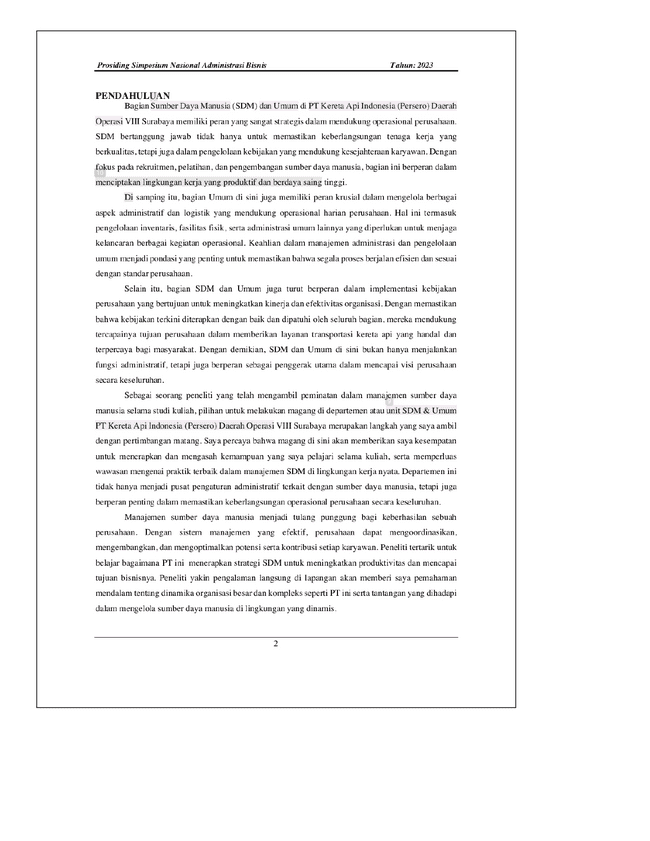 Prosiding Simposium Nasional Administrasi Bisnis Tahun: 2023
PENDAHULUAN
Bagian Sumber Daya Manusia (SDM) dan Umum di PT Kereta Api Indonesia (Persero) Daerah
Operasi VIII Surabaya memiliki peran yang sangat strategis dalam mendukung operasional perusahaan.
SDM bertanggung jawab tidak hanya untuk memastikan keberlangsungan tenaga kerja yang
berkualitas, tetapi juga dalam pengelolaan kebijakan yang mendukung kesejahteraan karyawan. Dengan
fokus pada rekruitmen, pelatihan, dan pengembangan sumber daya manusia, bagian ini berperan dalam
menciptakan lingkungan kerja yang produktif dan berdaya saing tinggi.
Di samping itu, bagian Umum di sini juga memiliki peran krusial dalam mengelola berbagai
aspek administratif dan logistik yang mendukung operasional harian perusahaan. Hal ini termasuk
pengelolaan inventaris, fasilitas fisik, serta administrasi umum lainnya yang diperlukan untuk menjaga
kelancaran berbagai kegiatan operasional. Keahlian dalam manajemen administrasi dan pengelolaan
umum menjadi pondasi yang penting untuk memastikan bahwa segala proses berjalan efisien dan sesuai
dengan standar perusahaan.
Selain itu, bagian SDM dan Umum juga turut berperan dalam implementasi kebijakan
perusahaan yang bertujuan untuk meningkatkan kinerja dan efektivitas organisasi. Dengan memastikan
bahwa kebijakan terkini diterapkan dengan baik dan dipatuhi oleh seluruh bagian, mereka mendukung
tercapainya tujuan perusahaan dalam memberikan layanan transportasi kereta api yang handal dan
terpercaya bagi masyarakat. Dengan demikian, SDM dan Umum di sini bukan hanya menjalankan
fungsi administratif, tetapi juga berperan sebagai penggerak utama dalam mencapai visi perusahaan
secara keseluruhan.
Sebagai seorang peneliti yang telah mengambil peminatan dalam manajemen sumber daya
manusia selama studi kuliah, pilihan untuk melakukan magang di departemen atau unit SDM & Umum
PT Kereta Api Indonesia (Persero) Daerah Operasi VIII Surabaya merupakan langkah yang saya ambil
dengan pertimbangan matang. Saya percaya bahwa magang di sini akan memberikan saya kesempatan
untuk menerapkan dan mengasah kemampuan yang saya pelajari selama kuliah, serta memperluas
wawasan mengenai praktik terbaik dalam manajemen SDM di lingkungan kerja nyata. Departemen ini
tidak hanya menjadi pusat pengaturan administratif terkait dengan sumber daya manusia, tetapi juga
berperan penting dalam memastikan keberlangsungan operasional perusahaan secara keseluruhan.
Manajemen sumber daya manusia menjadi tulang punggung bagi keberhasilan sebuah
perusahaan. Dengan sistem manajemen yang efektif, perusahaan dapat mengoordinasikan,
mengembangkan, dan mengoptimalkan potensi serta kontribusi setiap karyawan. Peneliti tertarik untuk
belajar bagaimana PT ini menerapkan strategi SDM untuk meningkatkan produktivitas dan mencapai
tujuan bisnisnya. Peneliti yakin pengalaman langsung di lapangan akan memberi saya pemahaman
mendalam tentang dinamika organisasi besar dan kompleks seperti PT ini serta tantangan yang dihadapi
dalam mengelola sumber daya manusia di lingkungan yang dinamis.
2